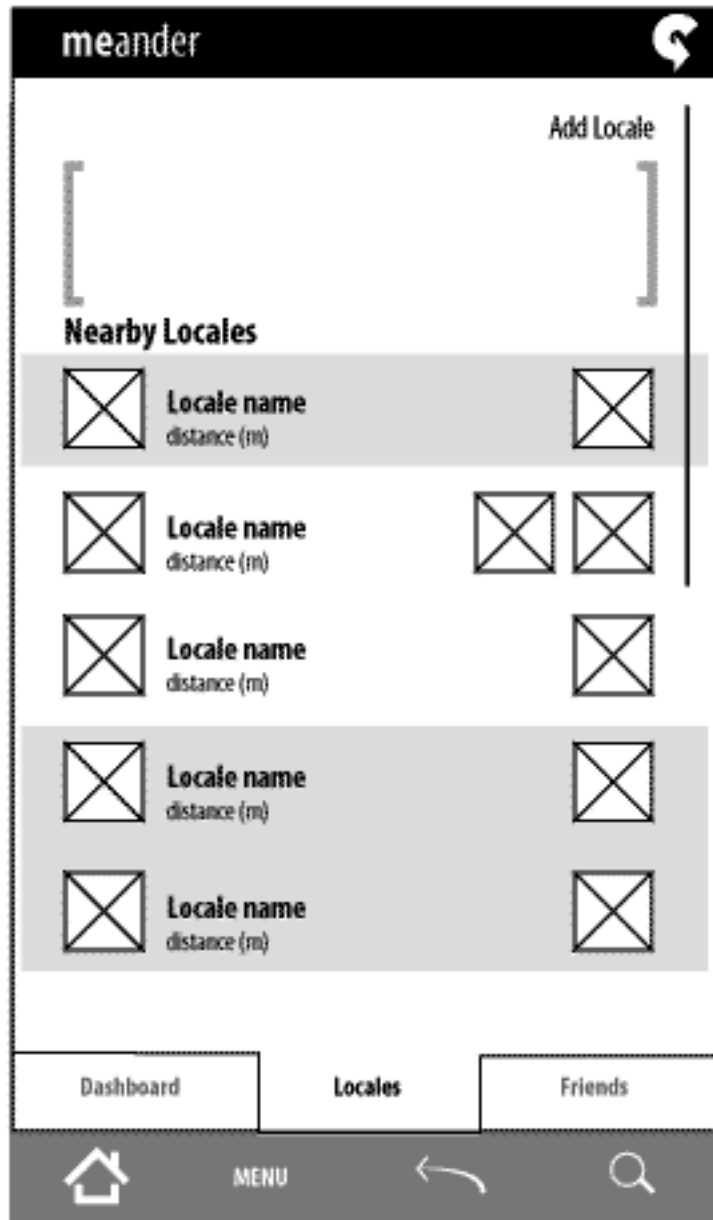 meander
Add Locale
Nearby Locales
Locale name
distance (m)
Locale name
distance (m)
Locale name
distance (m)
Locale name
distance (m)
Locale name
distance (m)
Dashboard
Locales
Friends
MENU